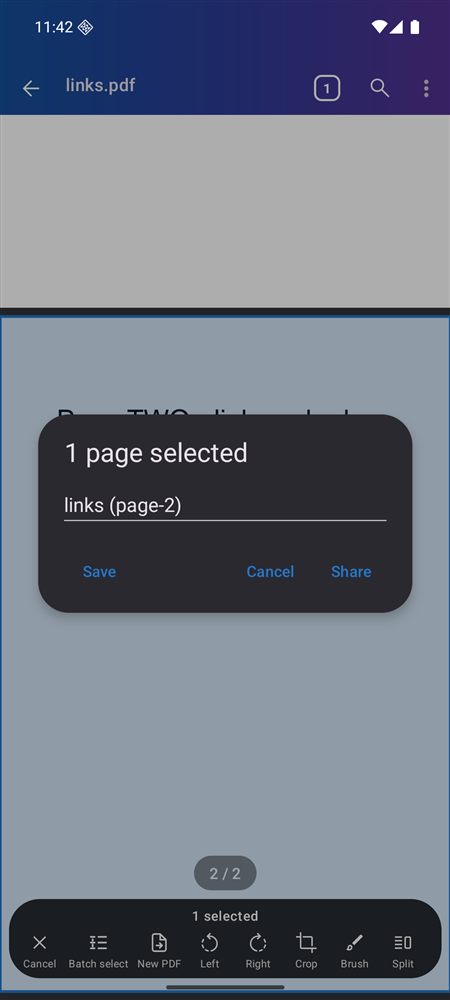 11:42
links.pdf
1
1 page selected
links (page-2)
Save Cancel Share
2 / 2
1 selected
Cancel Batch select New PDF Left Right Crop Brush Split